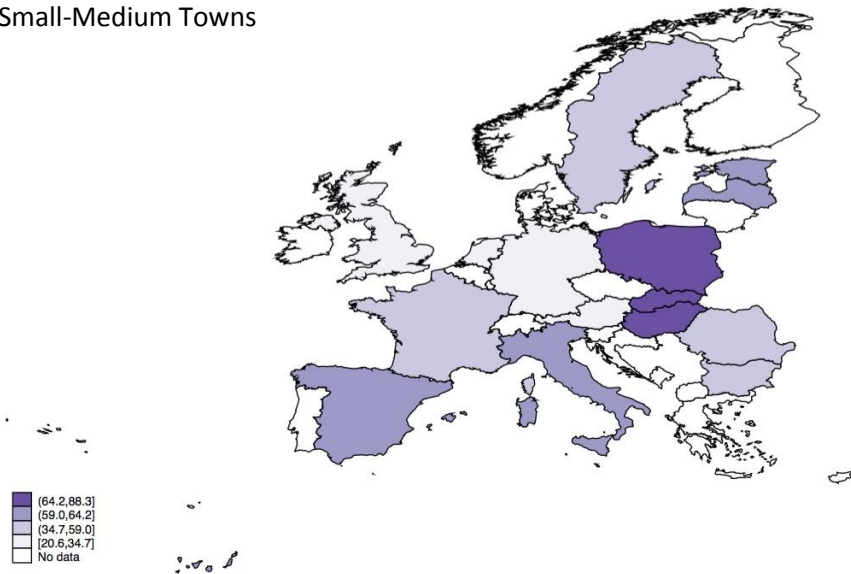 Small-Medium Towns
(64.2,88.3]
(59.0,64.2]
(34.7,59.0]
[20.6,34.7]
No data